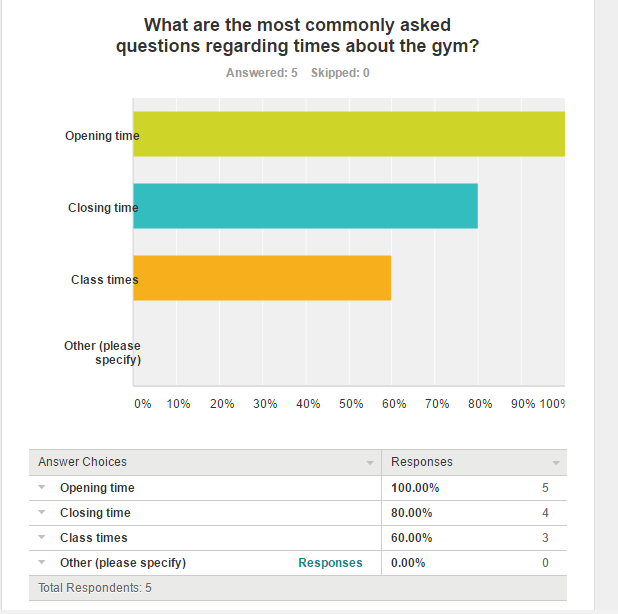 What are the most commonly asked
questions regarding times about the gym?
Answered: 5 Skipped: 0
Opening time
Closing time
Class times
Other (please
specify)
0% 10% 20% 30% 40% 50% 60% 70% 80% 90% 100%
Answer Choices Responses
Opening time 100.00% 5
Closing time 80.00% 4
Class times 60.00% 3
Other (please specify) Responses 0.00% 0
Total Respondents: 5